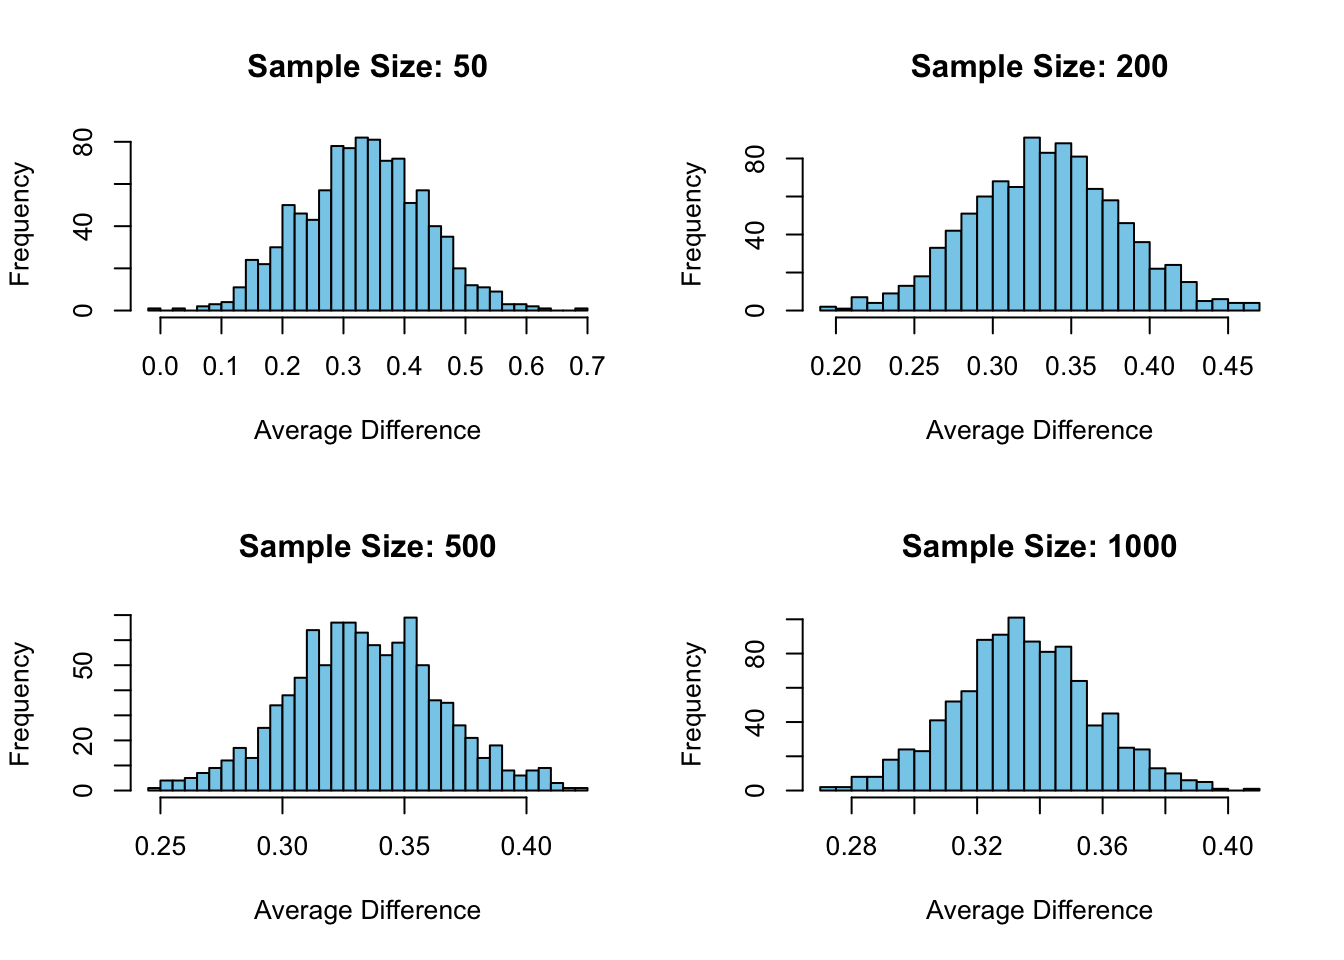 Sample Size: 50
Frequency
0 40 80
0.0 0.1 0.2 0.3 0.4 0.5 0.6 0.7
Average Difference
Sample Size: 200
Frequency
0 40 80
0.20 0.25 0.30 0.35 0.40 0.45
Average Difference
Sample Size: 500
Frequency
0 20 50
0.25 0.30 0.35 0.40
Average Difference
Sample Size: 1000
Frequency
0 40 80
0.28 0.32 0.36 0.40
Average Difference